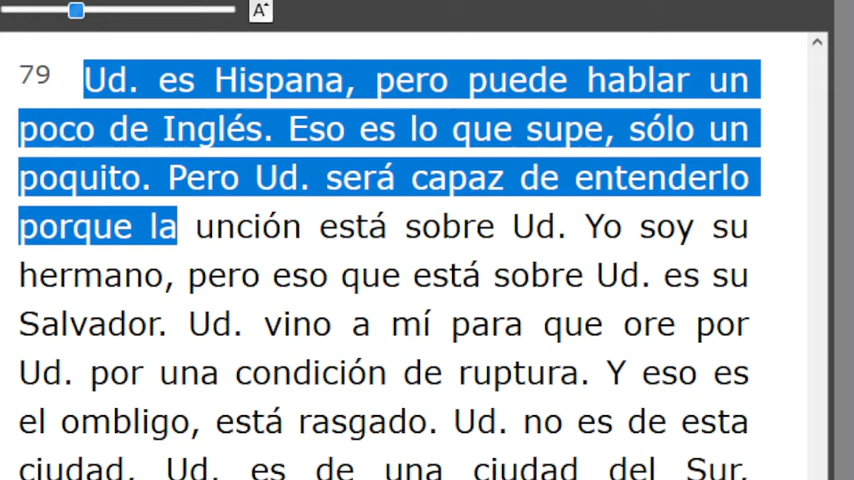 A
79 Ud. es Hispana, pero puede hablar un
poco de Inglés. Eso es lo que supe, sólo un
poquito. Pero Ud. será capaz de entenderlo
porque la unción está sobre Ud. Yo soy su
hermano, pero eso que está sobre Ud. es su
Salvador. Ud. vino a mí para que ore por
Ud. por una condición de ruptura. Y eso es
el ombligo, está rasgado. Ud. no es de esta
ciudad, Ud. es de una ciudad del Sur,